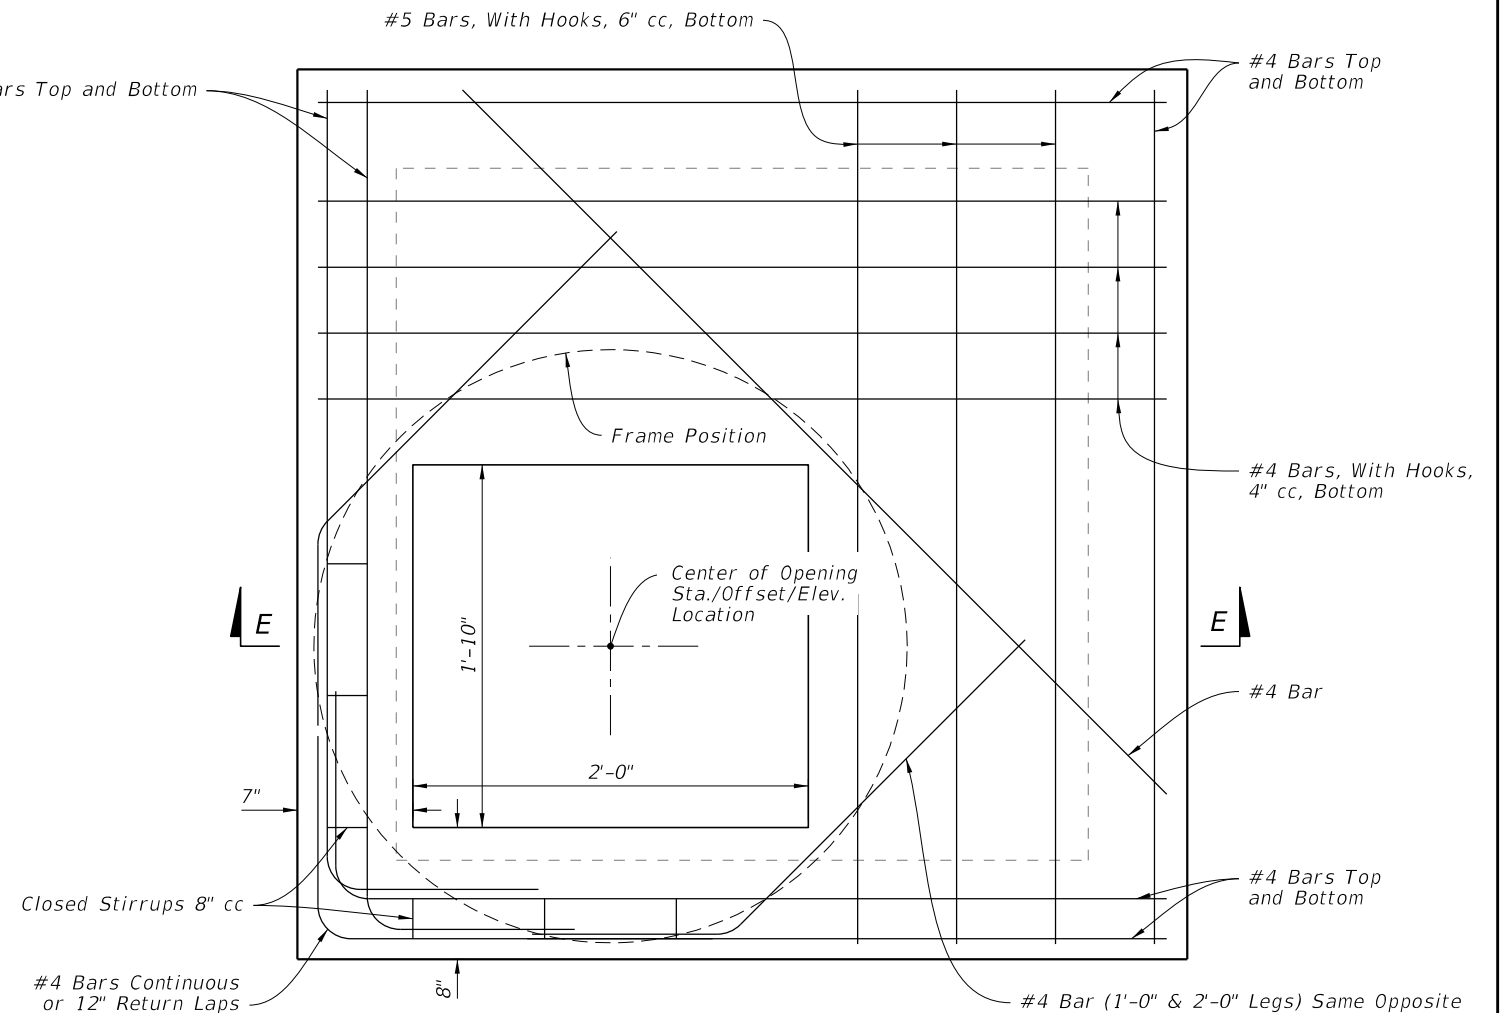 #5 Bars, With Hooks, 6" cc, Bottom
#4 Bars Top
and Bottom
Top and Bottom
Frame Position
#4 Bars, With Hooks,
4" cc, Bottom
Center of Opening
Sta./Offset/Elev.
Location
E
E
1'-10"
#4 Bar
2'-0"
7"
Closed Stirrups 8" cc
#4 Bars Top
and Bottom
#4 Bars Continuous
or 12" Return Laps
8"
#4 Bar (1'-0" & 2'-0" Legs) Same Opposite